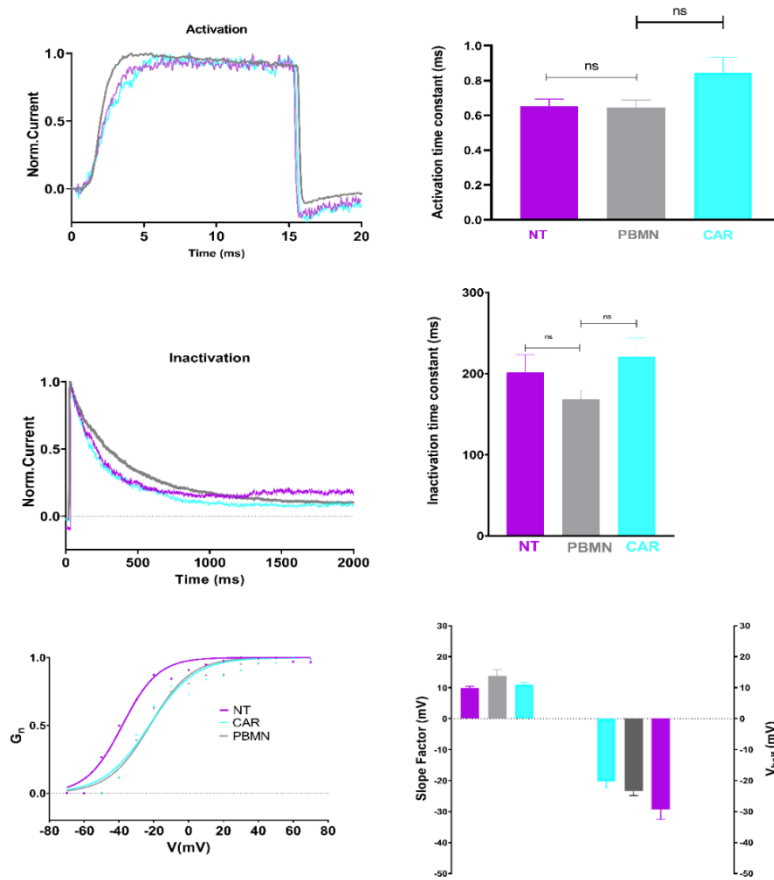 Activation
Norm.Current
1.0
0.5
0.0
0 5 10 15 20
Time (ms)
ns
ns
Activation time constant (ms)
1.0
0.8
0.6
0.4
0.2
0.0
NT PBMN CAR
Inactivation
Norm.Current
1.0
0.5
0.0
0 500 1000 1500 2000
Time (ms)
ns
ns
Inactivation time constant (ms)
300
200
100
0
NT PBMN CAR
Gn
1.0
0.5
0.0
NT
CAR
PBMN
-80 -60 -40 -20 0 20 40 60 80
V(mV)
Slope Factor (mV)
30
20
10
0
-10
-20
-30
-40
-50
30
20
10
0
-10
-20
-30
-40
-50
(mV)